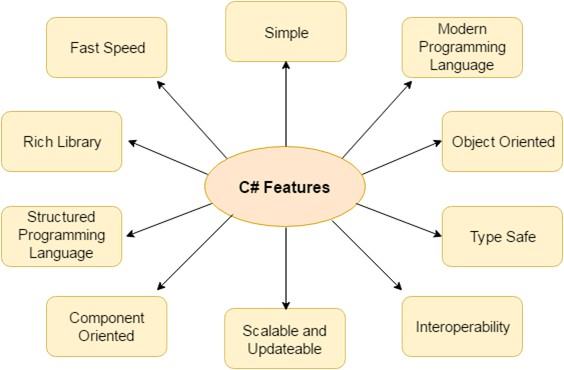 Simple
Modern
Programming
Language
Object Oriented
Type Safe
Interoperability
Scalable and
Updateable
Component
Oriented
Structured
Programming
Language
Rich Library
Fast Speed
C# Features